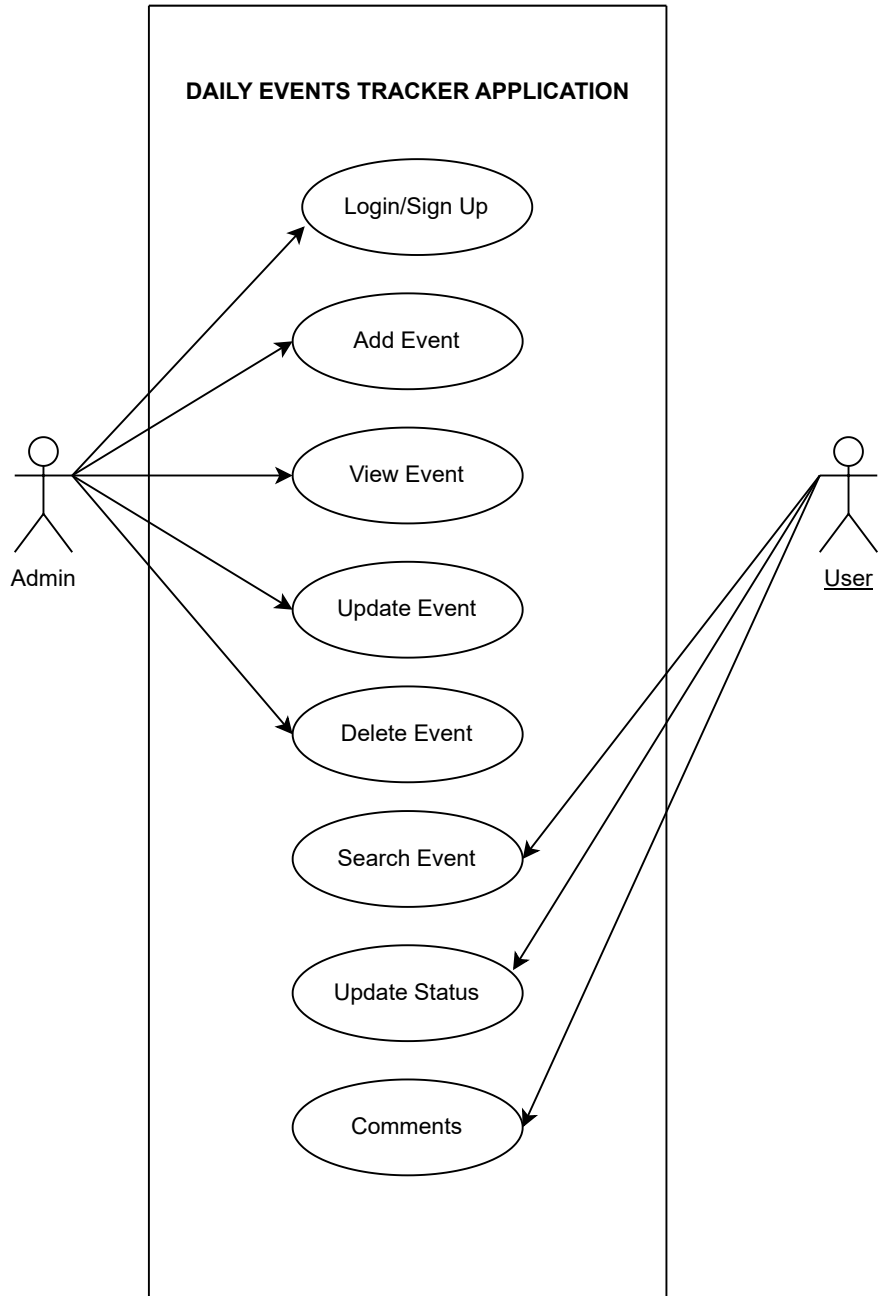 DAILY EVENTS TRACKER APPLICATION
Login/Sign Up
Add Event
View Event
Admin
User
Update Event
Delete Event
Search Event
Update Status
Comments